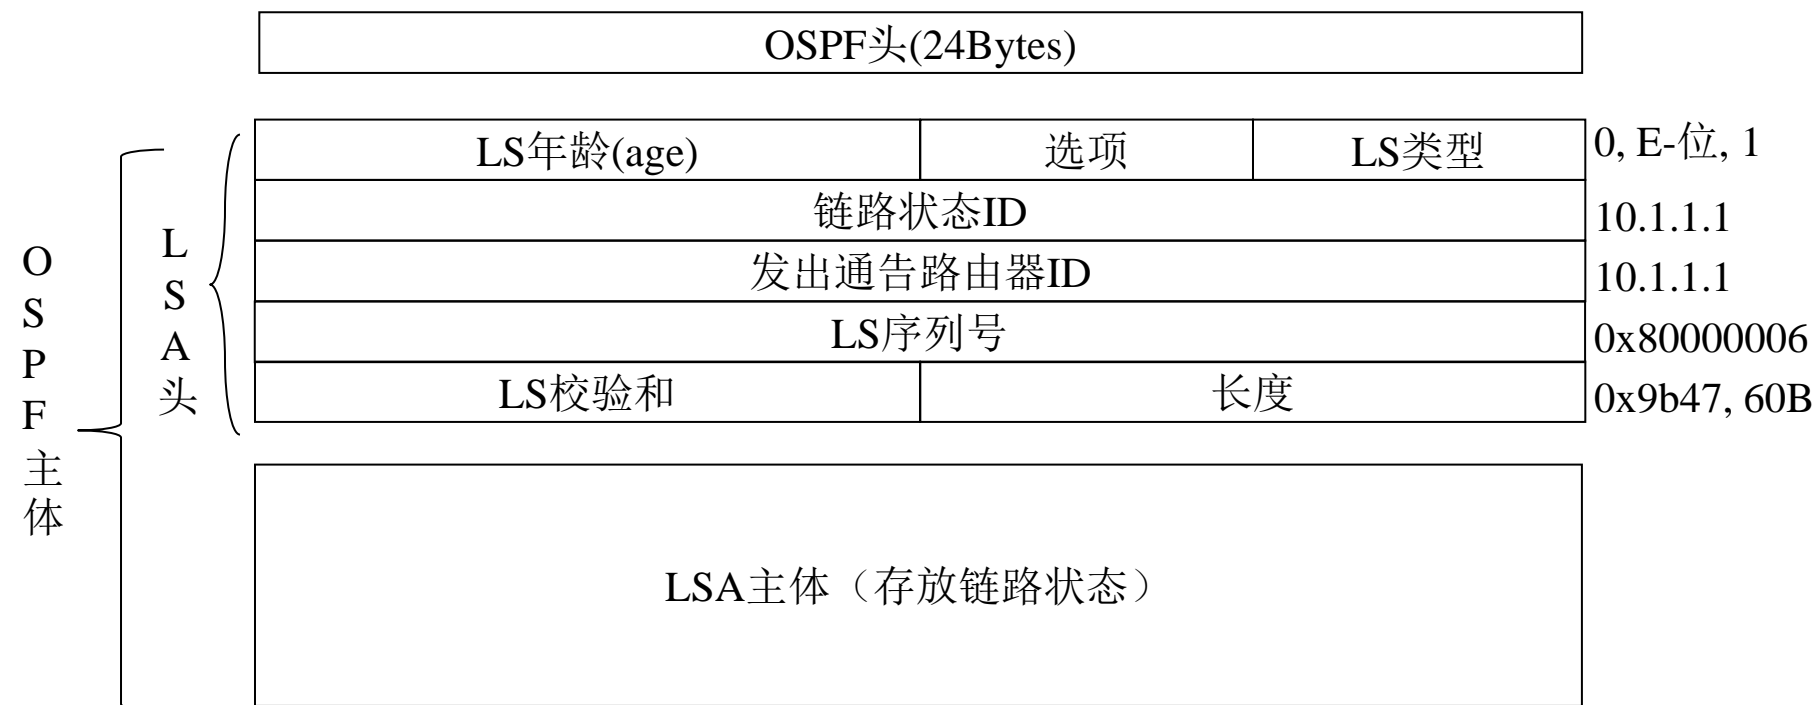 OSPF头(24Bytes)
LS年龄(age) 选项 LS类型 0, E-位, 1
链路状态ID 10.1.1.1
发出通告路由器ID 10.1.1.1
LS序列号 0x80000006
LS校验和 长度 0x9b47, 60B
LSA头
OSPF主体
LSA主体（存放链路状态）